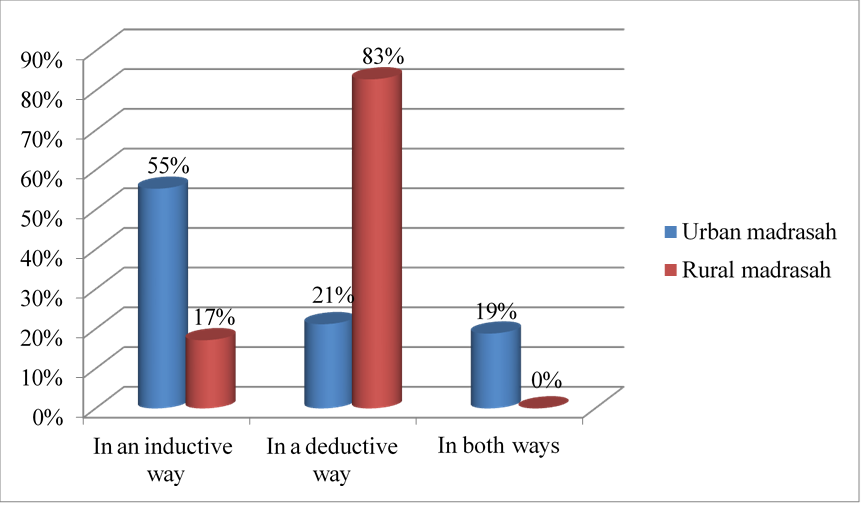 90%
80%
70%
60%
50%
40%
30%
20%
10%
0%
55%
17%
21%
83%
19%
0%
In an inductive
way
In a deductive
way
In both ways
Urban madrasah
Rural madrasah